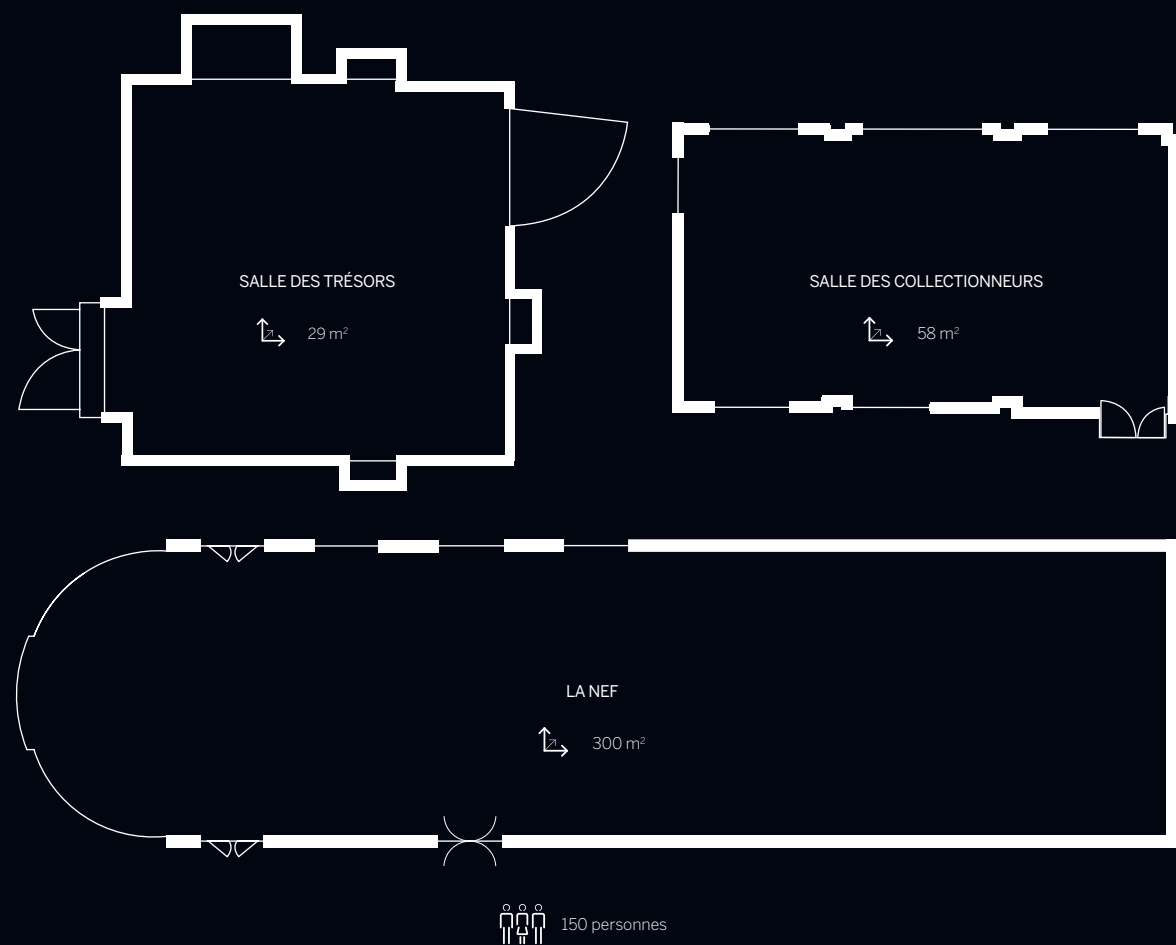 SALLE DES TRÉSORS
29 m²
SALLE DES COLLECTIONNEURS
58 m²
LA NEF
300 m²
150 personnes